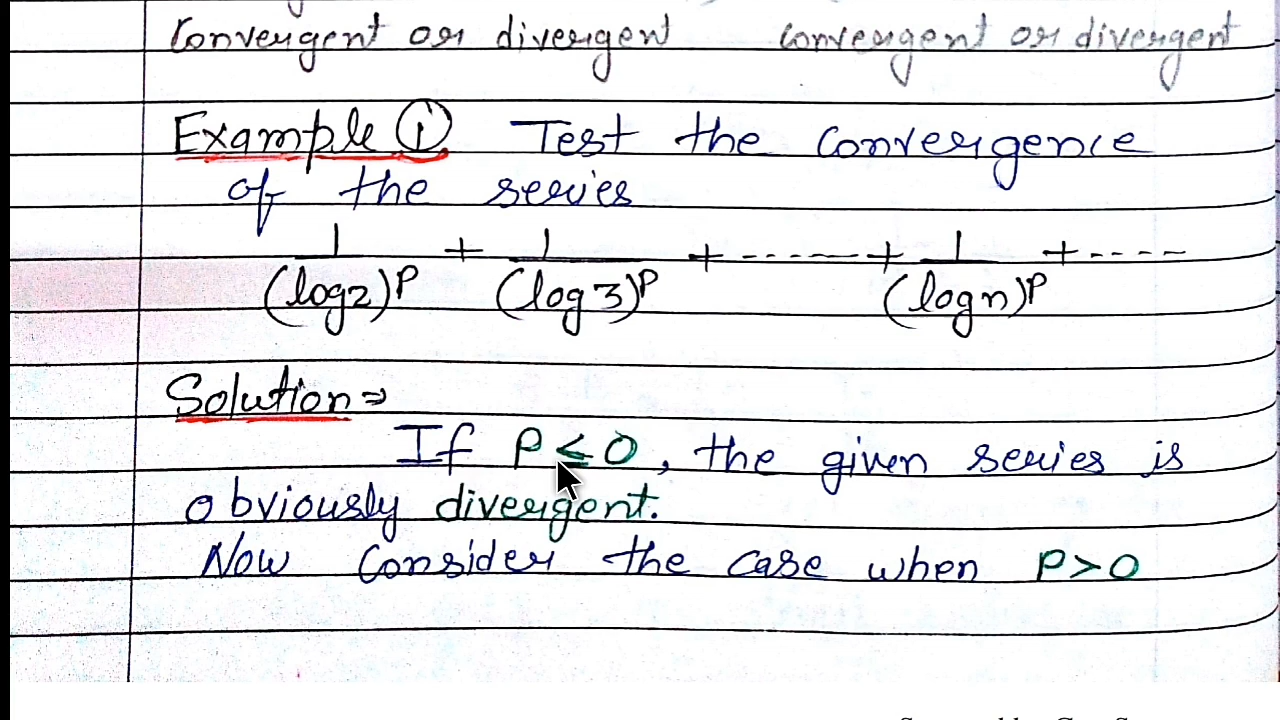 Convergent or divergent convergent or divergent
Example ① Test the convergence
of the series
1/(log2)^P + 1/(log3)^P + ------ + 1/(logn)^P + ----
Solution ⇒
If P ≤ 0, the given series is
obviously divergent.
Now Consider the case when P>0